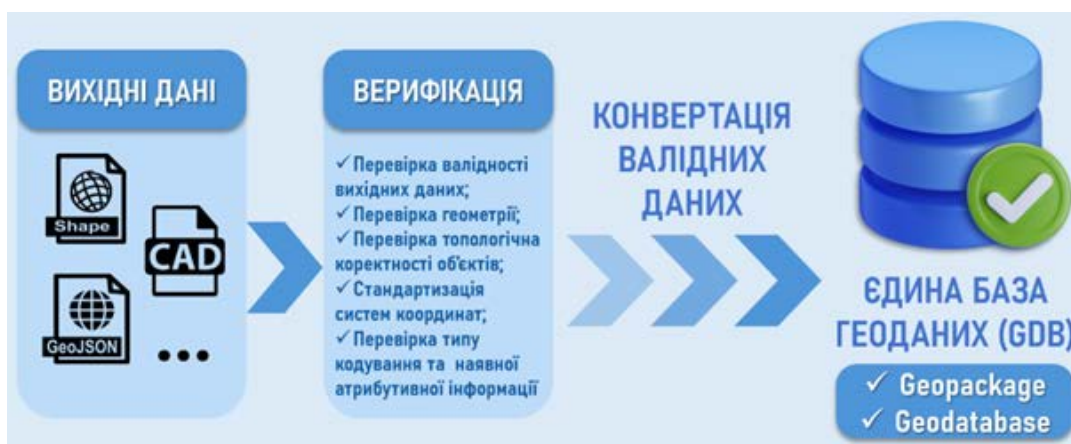 ВИХІДНІ ДАНІ
Shape
CAD
GeoJSON
ВЕРИФІКАЦІЯ
✓ Перевірка валідності
вихідних даних;
✓ Перевірка геометрії;
✓ Перевірка топологічна
коректності об'єктів;
✓ Стандартизація
систем координат;
✓ Перевірка типу
кодування та наявної
атрибутивної інформації
КОНВЕРТАЦІЯ
ВАЛІДНИХ
ДАНИХ
ЄДИНА БАЗА
ГЕОДАНИХ (GDB)
✓ Geopackage
✓ Geodatabase